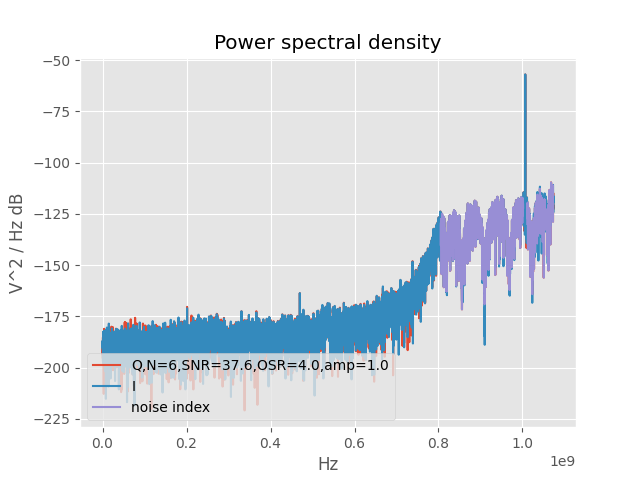 Power spectral density
−50
−75
−100
−125
−150
−175
−200
−225
V^2 / Hz dB
Q,N=6,SNR=37.6,OSR=4.0,amp=1.0
I
noise index
0.0 0.2 0.4 0.6 0.8 1.0
1e9
Hz